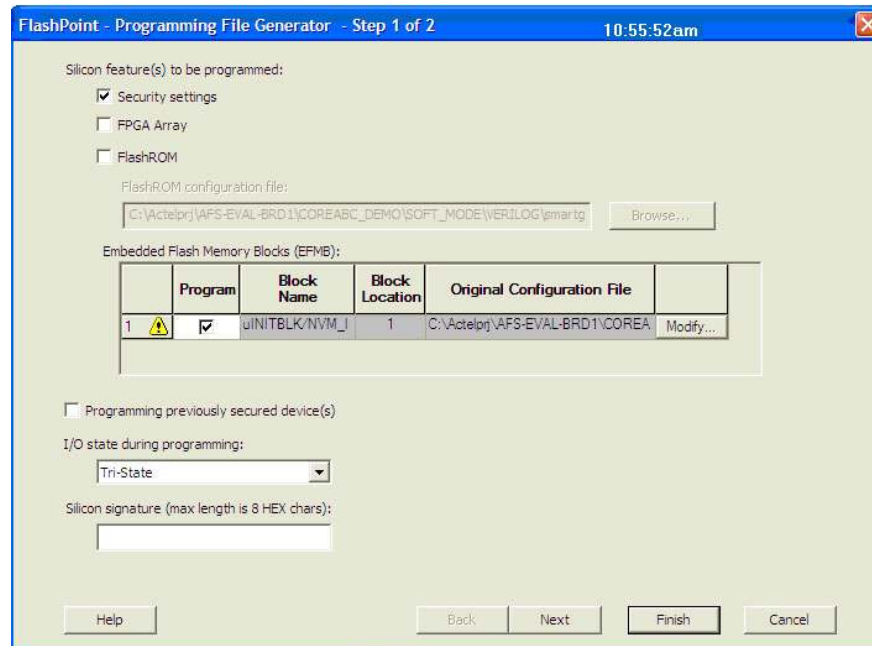 FlashPoint - Programming File Generator - Step 1 of 2 10:55:52am
Silicon feature(s) to be programmed:
Security settings
FPGA Array
FlashROM
FlashROM configuration file:
C:\Actelprj\AFS-EVAL-BRD1\COREABC_DEMO\SOFT_MODE\VERILOG\smartg Browse...
Embedded Flash Memory Blocks (EFMB):
Program Block Name Block Location Original Configuration File
1 uINITBLK/NVM_I 1 C:\Actelprj\AFS-EVAL-BRD1\COREA Modify...
Programming previously secured device(s)
I/O state during programming:
Tri-State
Silicon signature (max length is 8 HEX chars):
Help Back Next Finish Cancel